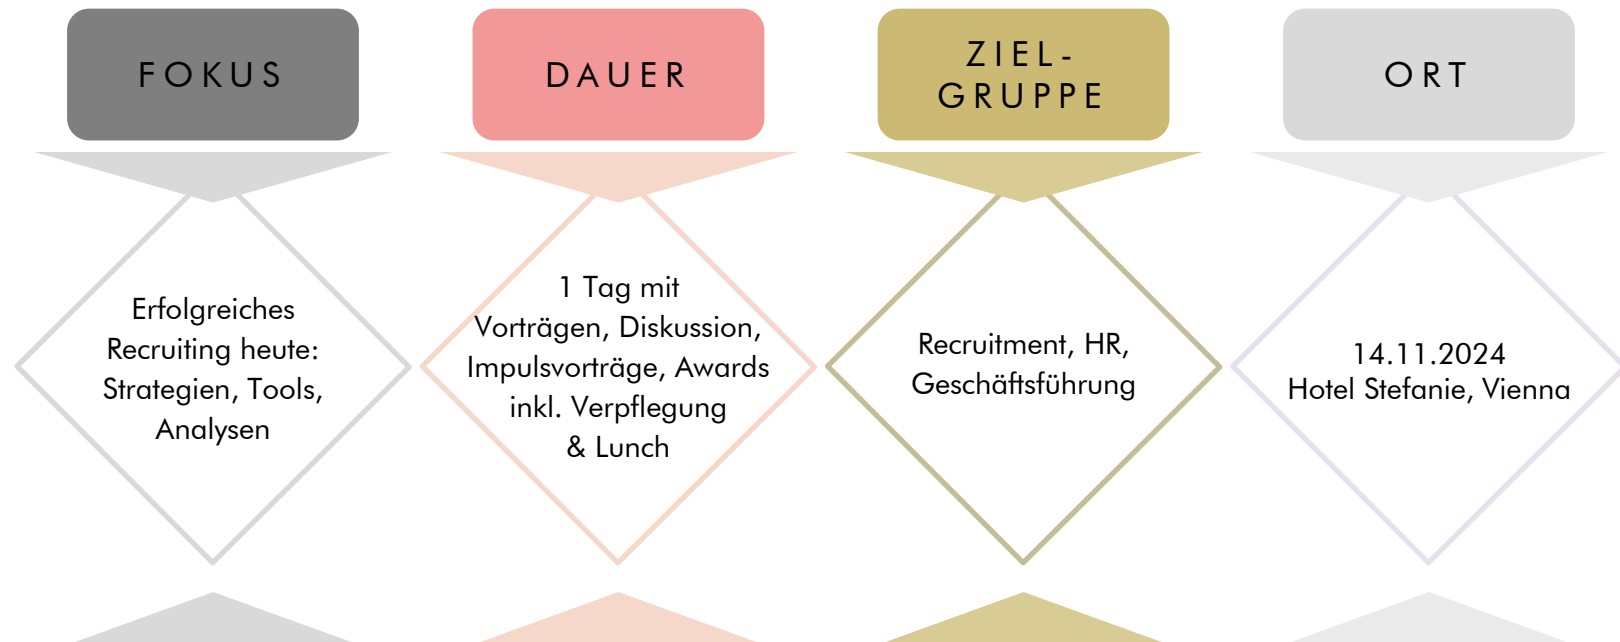 FOKUS
Erfolgreiches
Recruiting heute:
Strategien, Tools,
Analysen
DAUER
1 Tag mit
Vorträgen, Diskussion,
Impulsvorträge, Awards
inkl. Verpflegung
& Lunch
ZIEL-
GRUPPE
Recruitment, HR,
Geschäftsführung
ORT
14.11.2024
Hotel Stefanie, Vienna